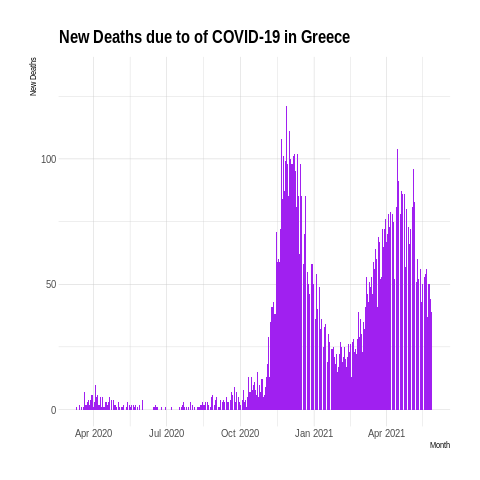 New Deaths due to of COVID-19 in Greece
New Deaths
100
50
0
Apr 2020 Jul 2020 Oct 2020 Jan 2021 Apr 2021
Month